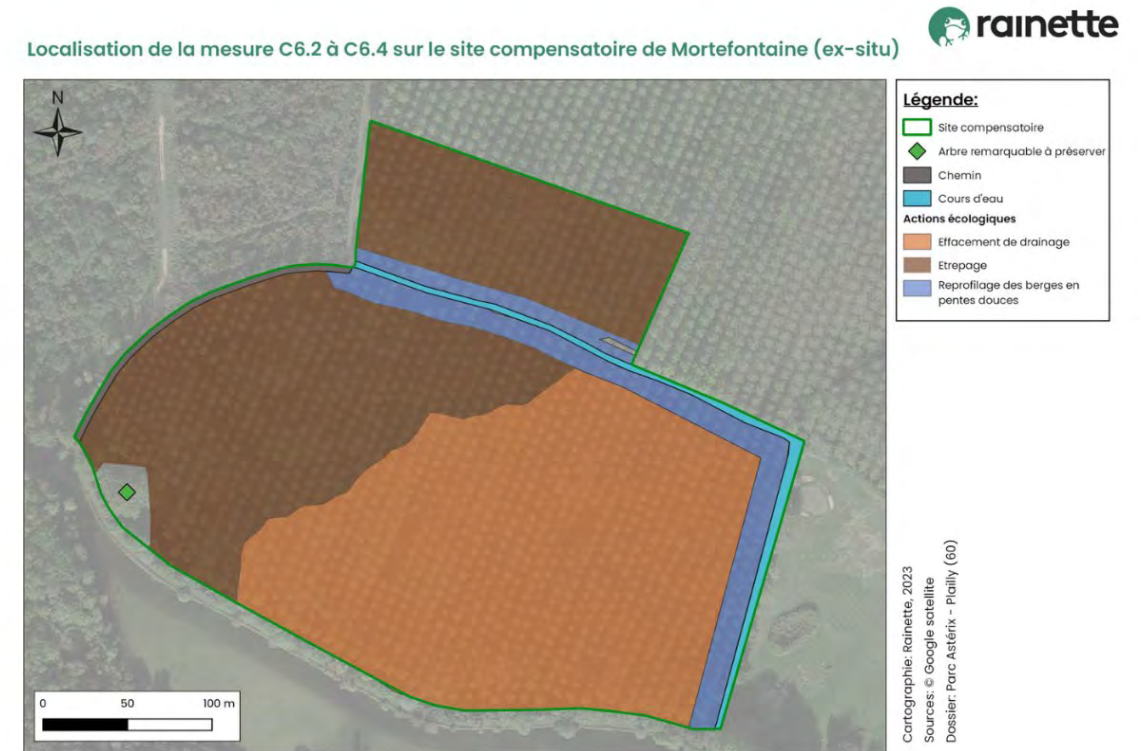 rainette
Localisation de la mesure C6.2 à C6.4 sur le site compensatoire de Mortefontaine (ex-situ)
N
Légende:
Site compensatoire
Arbre remarquable à préserver
Chemin
Cours d'eau
Actions écologiques
Effacement de drainage
Etrepage
Reprofilage des berges en
pentes douces
0 50 100 m
Cartographie: Rainette, 2023
Sources: © Google satellite
Dossier: Parc Astérix - Plailly (60)